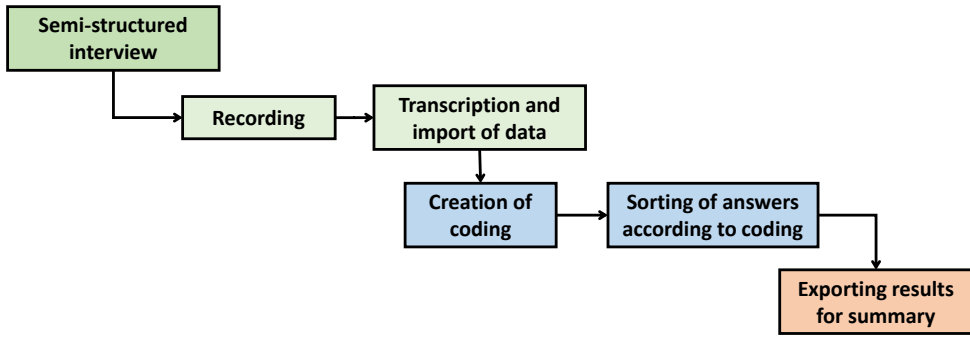 Semi-structured
interview
Recording
Transcription and
import of data
Creation of
coding
Sorting of answers
according to coding
Exporting results
for summary